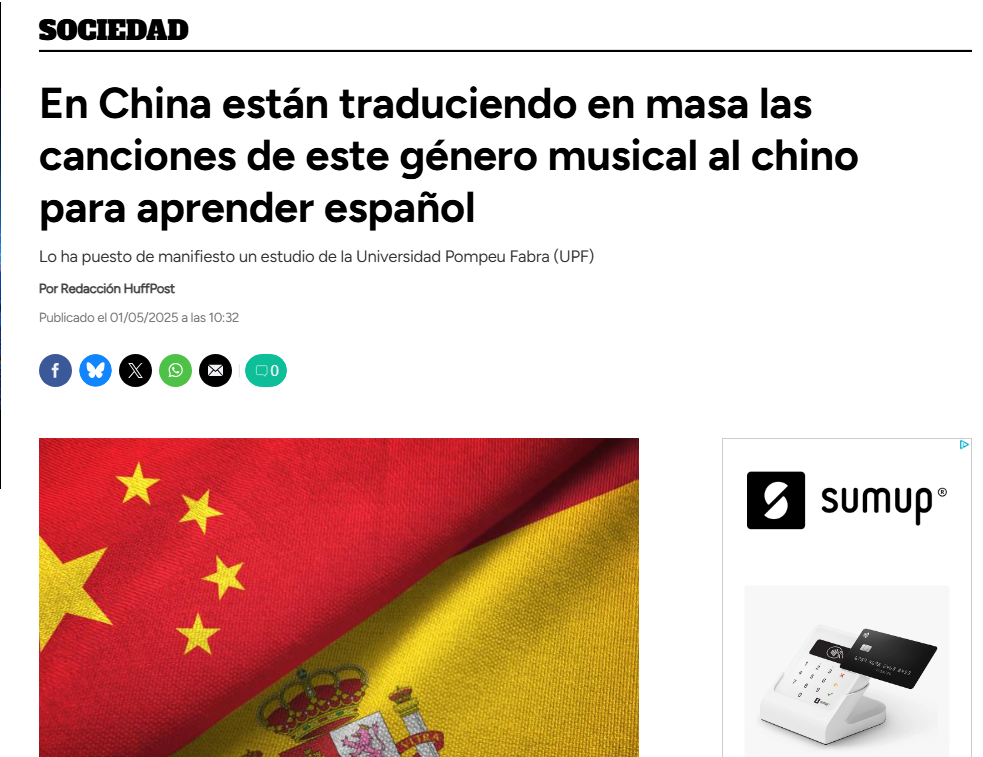 SOCIEDAD
En China están traduciendo en masa las
canciones de este género musical al chino
para aprender español
Lo ha puesto de manifiesto un estudio de la Universidad Pompeu Fabra (UPF)
Por Redacción HuffPost
Publicado el 01/05/2025 a las 10:32
0
sumup®